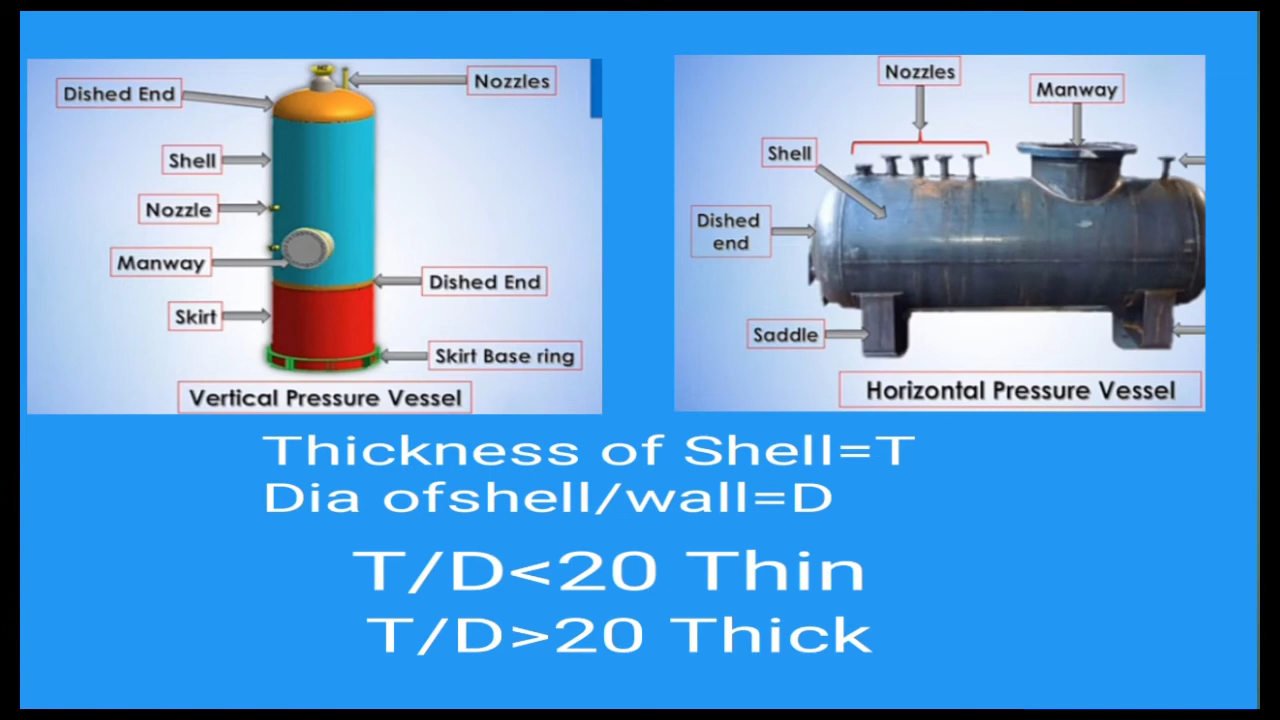 Dished End
Nozzles
Shell
Nozzle
Manway
Dished End
Skirt
Skirt Base ring
Vertical Pressure Vessel
Nozzles
Manway
Shell
Dished
end
Saddle
Horizontal Pressure Vessel
Thickness of Shell=T
Dia ofshell/wall=D
T/D<20 Thin
T/D>20 Thick